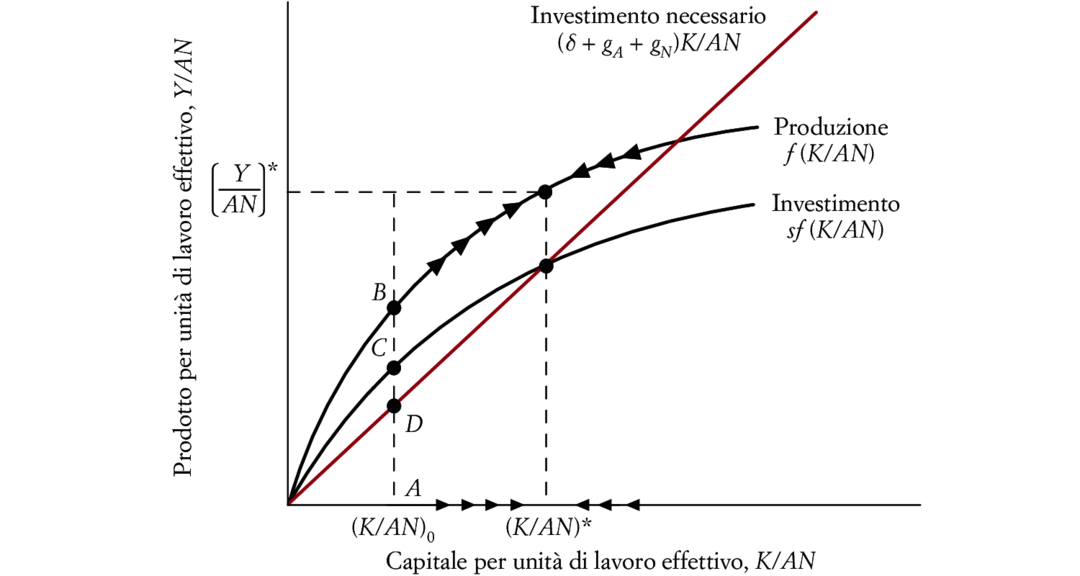 Investimento necessario
(δ + g_A + g_N)K/AN
Prodotto per unità di lavoro effettivo, Y/AN
Produzione
f(K/AN)
(Y/AN)*
Investimento
sf(K/AN)
B
C
D
A
(K/AN)₀
(K/AN)*
Capitale per unità di lavoro effettivo, K/AN